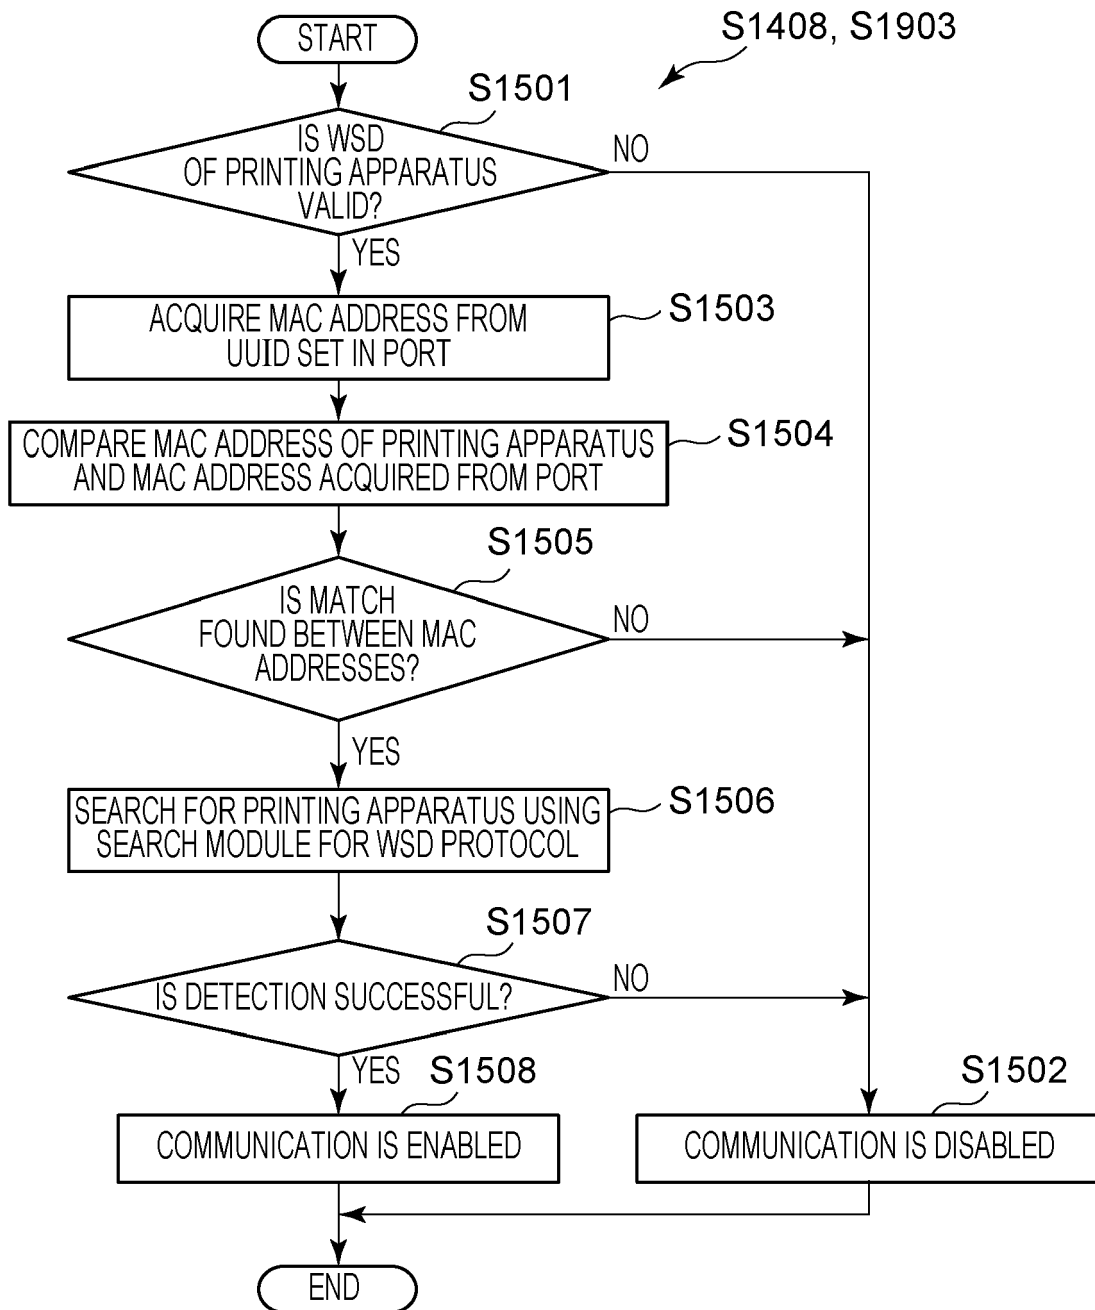 START
S1408, S1903
S1501
IS WSD
OF PRINTING APPARATUS
VALID?
NO
YES
ACQUIRE MAC ADDRESS FROM
UUID SET IN PORT
S1503
COMPARE MAC ADDRESS OF PRINTING APPARATUS
AND MAC ADDRESS ACQUIRED FROM PORT
S1504
S1505
IS MATCH
FOUND BETWEEN MAC
ADDRESSES?
NO
YES
SEARCH FOR PRINTING APPARATUS USING
SEARCH MODULE FOR WSD PROTOCOL
S1506
S1507
IS DETECTION SUCCESSFUL?
NO
YES
S1508
S1502
COMMUNICATION IS ENABLED
COMMUNICATION IS DISABLED
END